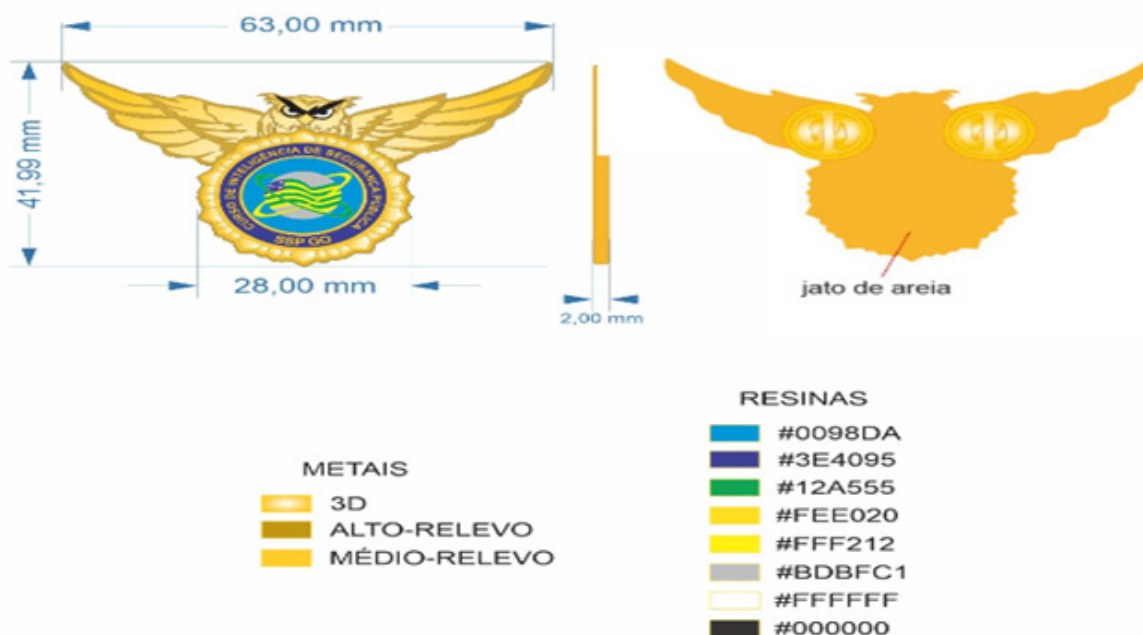 63,00 mm
41,99 mm
CURSO DE INTELIGÊNCIA DE SEGURANÇA PÚBLICA
SSP GO
28,00 mm
2,00 mm
jato de areia
METAIS
3D
ALTO-RELEVO
MÉDIO-RELEVO
RESINAS
#0098DA
#3E4095
#12A555
#FEE020
#FFF212
#BDBFC1
#FFFFFF
#000000